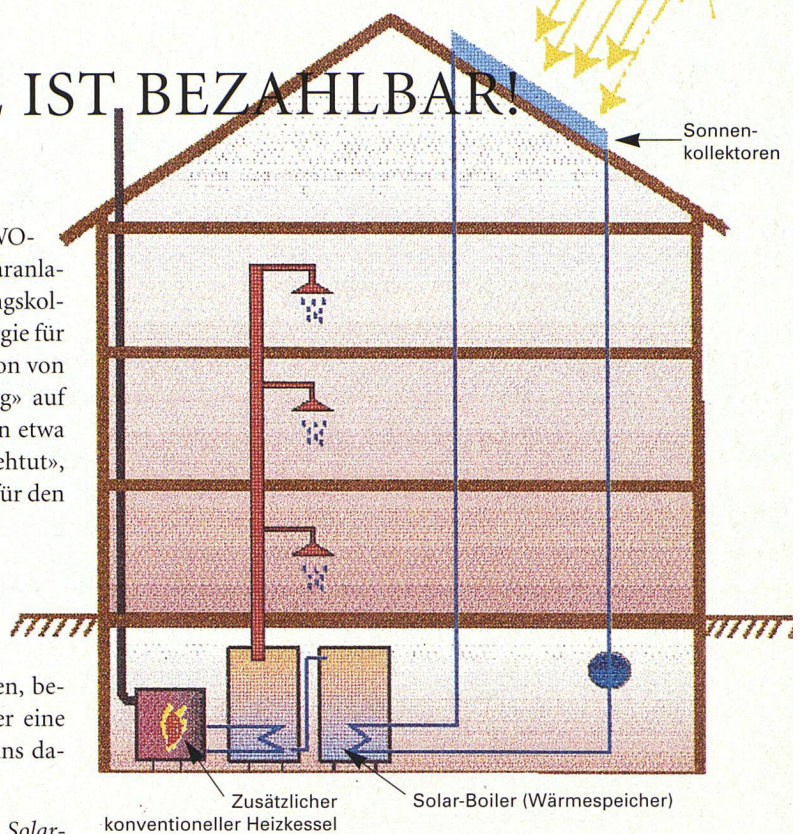 IST BEZAHLBAR!
Sonnen-
kollektoren
WO-
aranla-
ngskol-
gie für
on von
g» auf
n etwa
ehtut»,
für den
en, be-
er eine
ns da-
Solar-
Zusätzlicher
konventioneller Heizkessel
Solar-Boiler (Wärmespeicher)